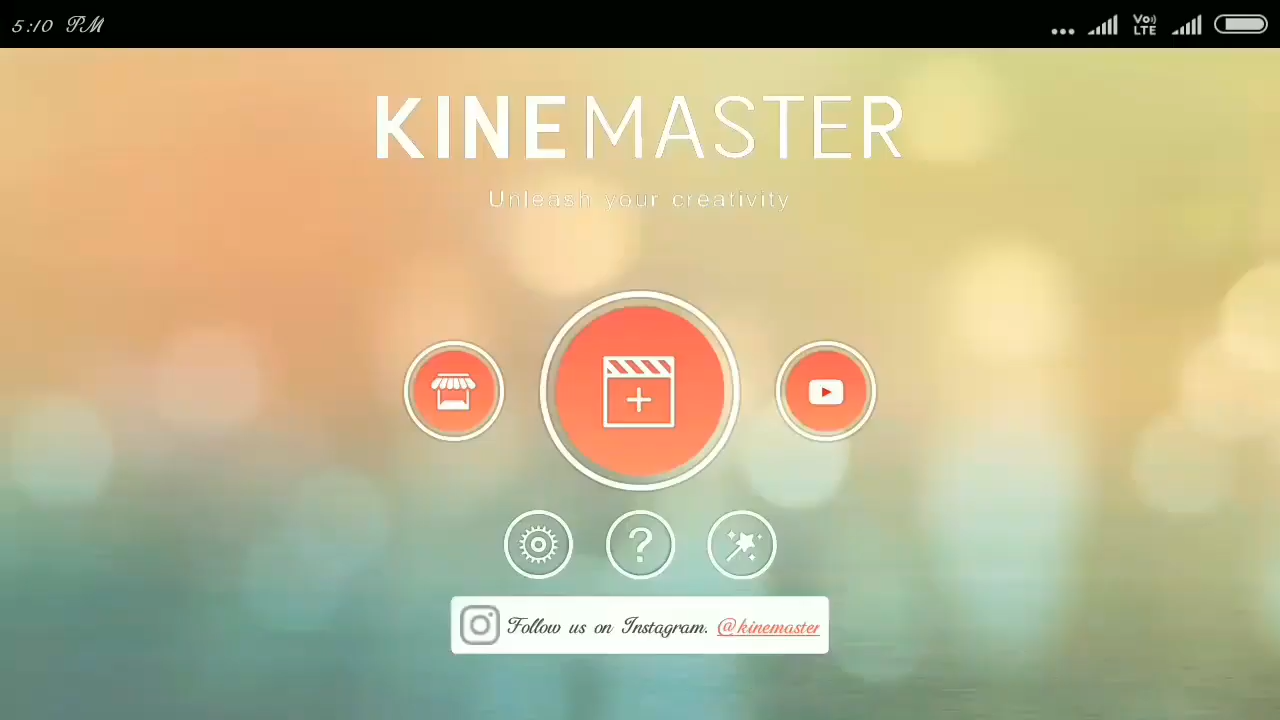 5:10 PM
Vo))
LTE
KINEMASTER
Unleash your creativity
Follow us on Instagram. @kinemaster